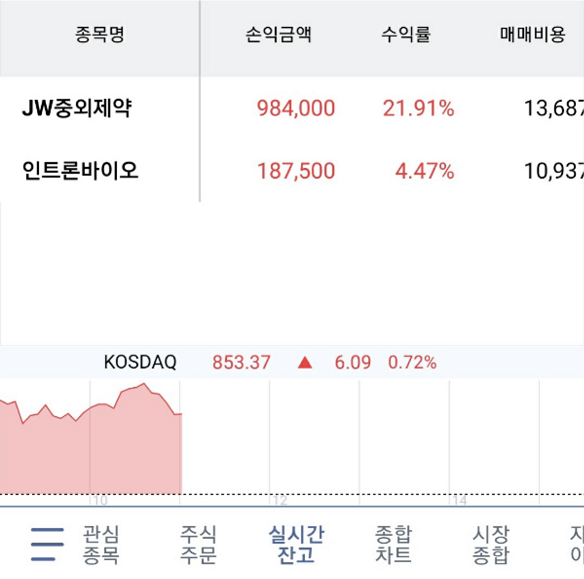 종목명 손익금액 수익률 매매비용
JW중외제약 984,000 21.91% 13,687
인트론바이오 187,500 4.47% 10,937
KOSDAQ 853.37 ▲ 6.09 0.72%
10 12 14
관심 주식 실시간 종합 시장
종목 주문 잔고 차트 종합